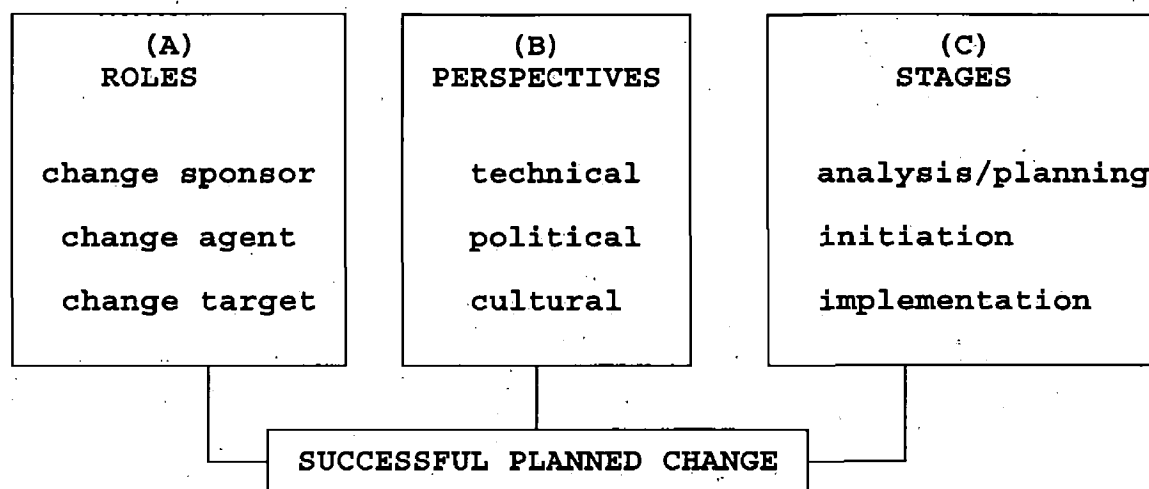 (A)
ROLES
change sponsor
change agent
change target
(B)
PERSPECTIVES
technical
political
cultural
(C)
STAGES
analysis/planning
initiation
implementation
SUCCESSFUL PLANNED CHANGE